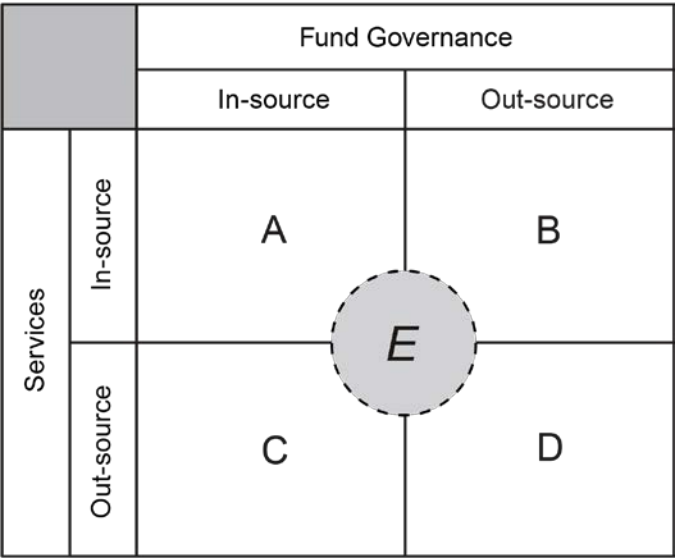 Fund Governance
In-source
Out-source
Services
In-source
A
B
E
Out-source
C
D